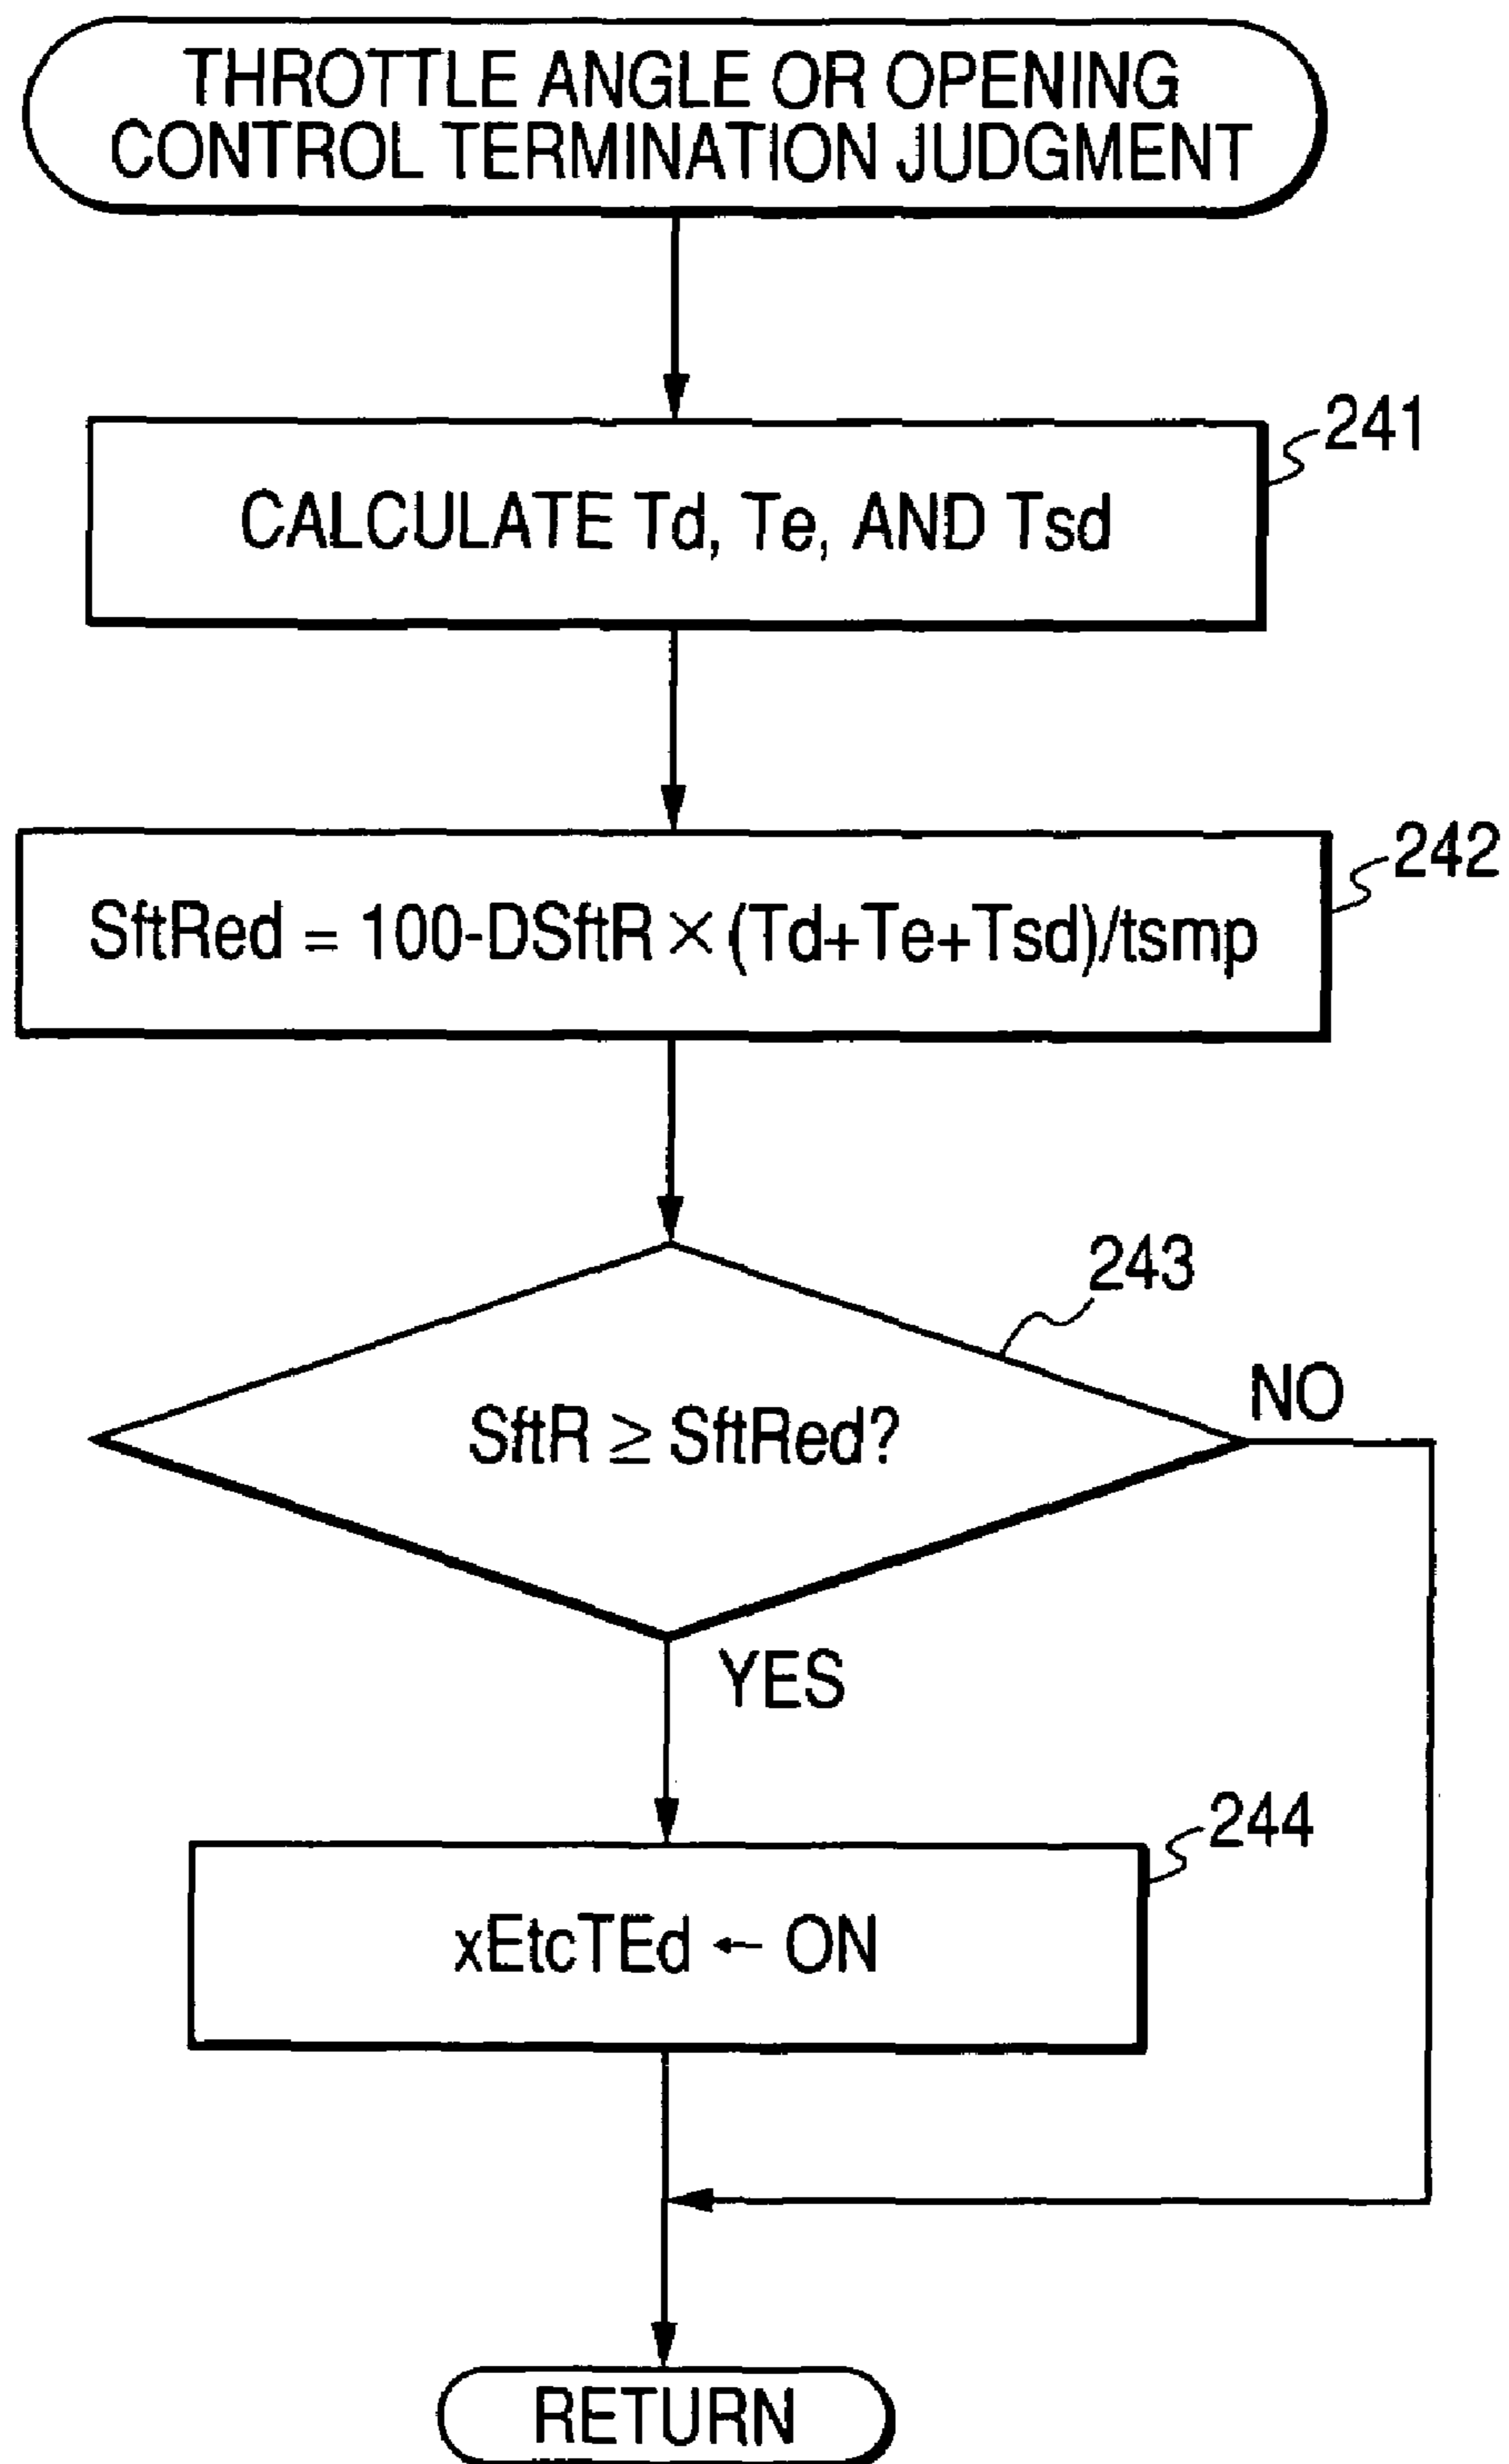 THROTTLE ANGLE OR OPENING
CONTROL TERMINATION JUDGMENT
241
CALCULATE Td, Te, AND Tsd
242
SftRed = 100-DSftR × (Td+Te+Tsd)/tsmp
243
SftR ≥ SftRed?
NO
YES
244
xEtcTEd ← ON
RETURN